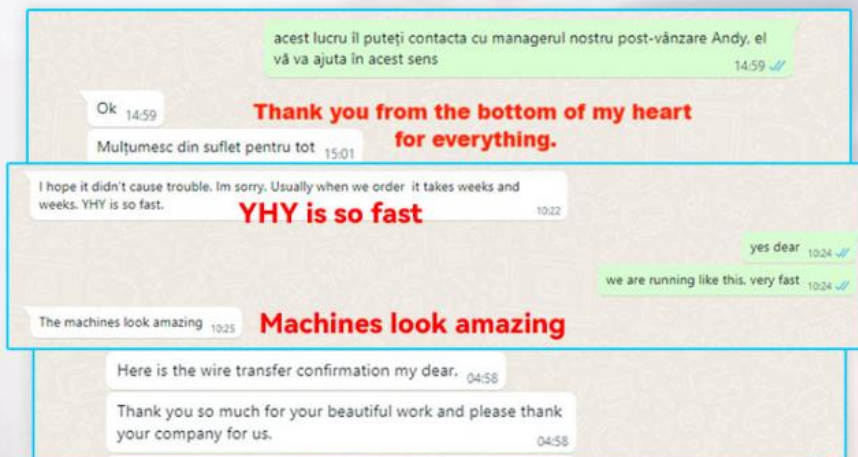 acest lucru îl puteți contacta cu managerul nostru post-vânzare Andy, el
vă va ajuta în acest sens
14:59
Ok 14:59
Thank you from the bottom of my heart
for everything.
Mulțumesc din suflet pentru tot 15:01
I hope it didn't cause trouble. Im sorry. Usually when we order it takes weeks and
weeks. YHY is so fast.
10:22
YHY is so fast
yes dear 10:24
we are running like this. very fast 10:24
The machines look amazing 10:25
Machines look amazing
Here is the wire transfer confirmation my dear. 04:58
Thank you so much for your beautiful work and please thank
your company for us.
04:58